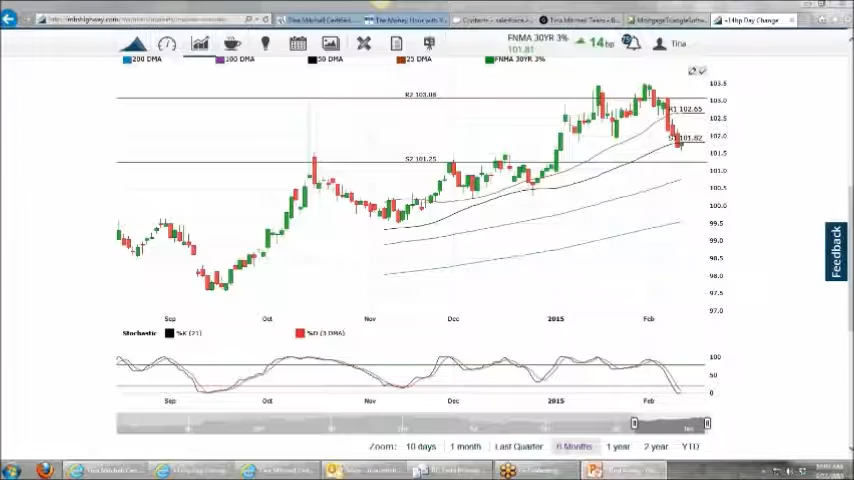 Tina Mitchell Certified...
The Money Hour with
Tina Mitchell Team - B...
+14bp Day Change
FNMA 30YR 3%
101.81
14bp
Tina
200 DMA
100 DMA
50 DMA
25 DMA
FNMA 30YR 3%
103.5
R2 103.08
103.0
R1 102.65
102.5
102.0
S1 101.82
101.5
S2 101.25
101.0
100.5
100.0
99.5
99.0
98.5
98.0
97.5
97.0
Feedback
Sep
Oct
Nov
Dec
2015
Feb
Stochastic
%K (21)
%D (3 DMA)
100
50
0
Sep
Oct
Nov
Dec
2015
Feb
Zoom:
10 days
1 month
Last Quarter
6 Months
1 year
2 year
YTD